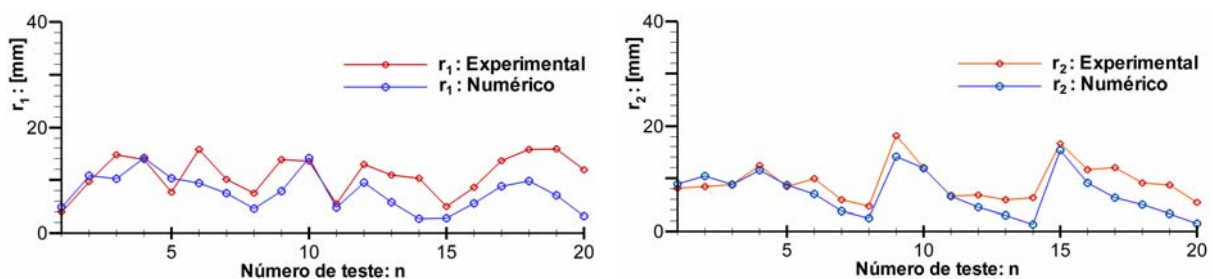 40
20
0
r₁ : [mm]
r₁ : Experimental
r₁ : Numérico
5
10
15
20
Número de teste: n
40
20
0
r₂ : [mm]
r₂ : Experimental
r₂ : Numérico
5
10
15
20
Número de teste: n